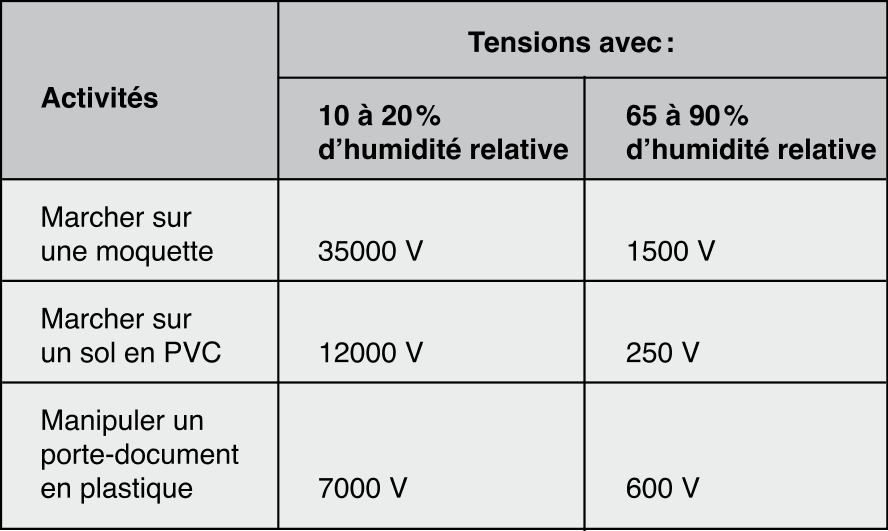 Activités
Tensions avec :
10 à 20 %
d’humidité relative
65 à 90 %
d’humidité relative
Marcher sur
une moquette
35000 V
1500 V
Marcher sur
un sol en PVC
12000 V
250 V
Manipuler un
porte-document
en plastique
7000 V
600 V